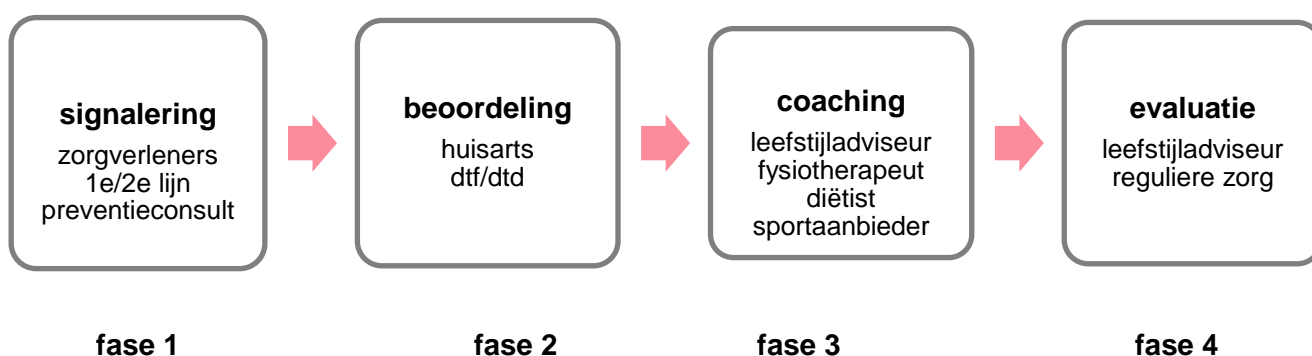 signalering
zorgverleners
1e/2e lijn
preventieconsult
beoordeling
huisarts
dtf/dtd
coaching
leefstijladviseur
fysiotherapeut
diëtist
sportaanbieder
evaluatie
leefstijladviseur
reguliere zorg
fase 1
fase 2
fase 3
fase 4